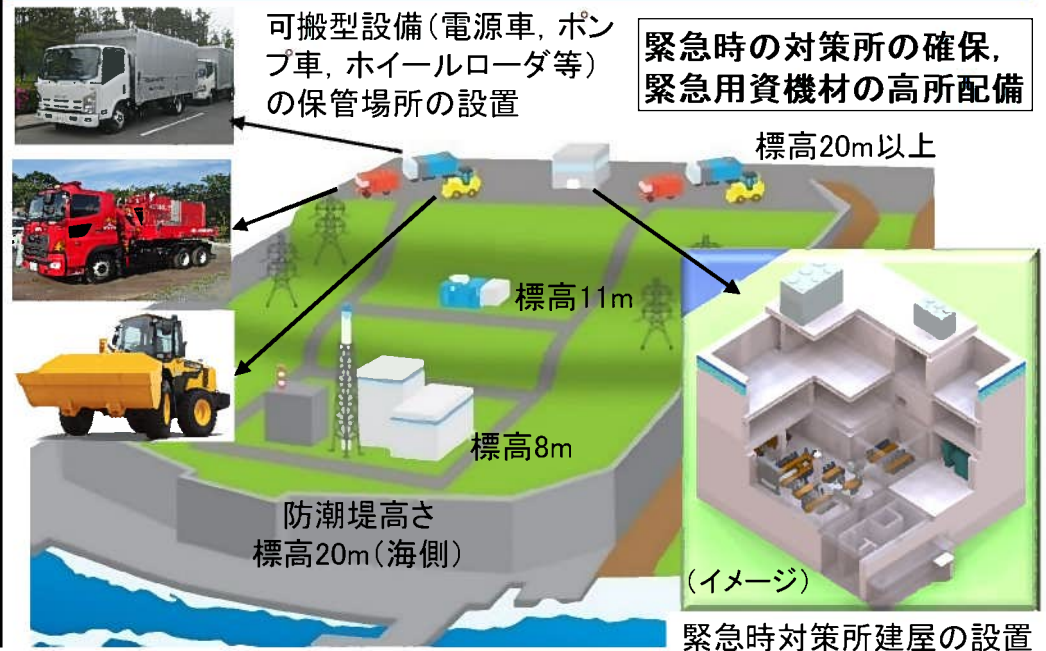 可搬型設備（電源車，ポン
プ車，ホイールローダ等）
の保管場所の設置
緊急時の対策所の確保，
緊急用資機材の高所配備
標高20m以上
標高11m
標高8m
防潮堤高さ
標高20m（海側）
（イメージ）
緊急時対策所建屋の設置